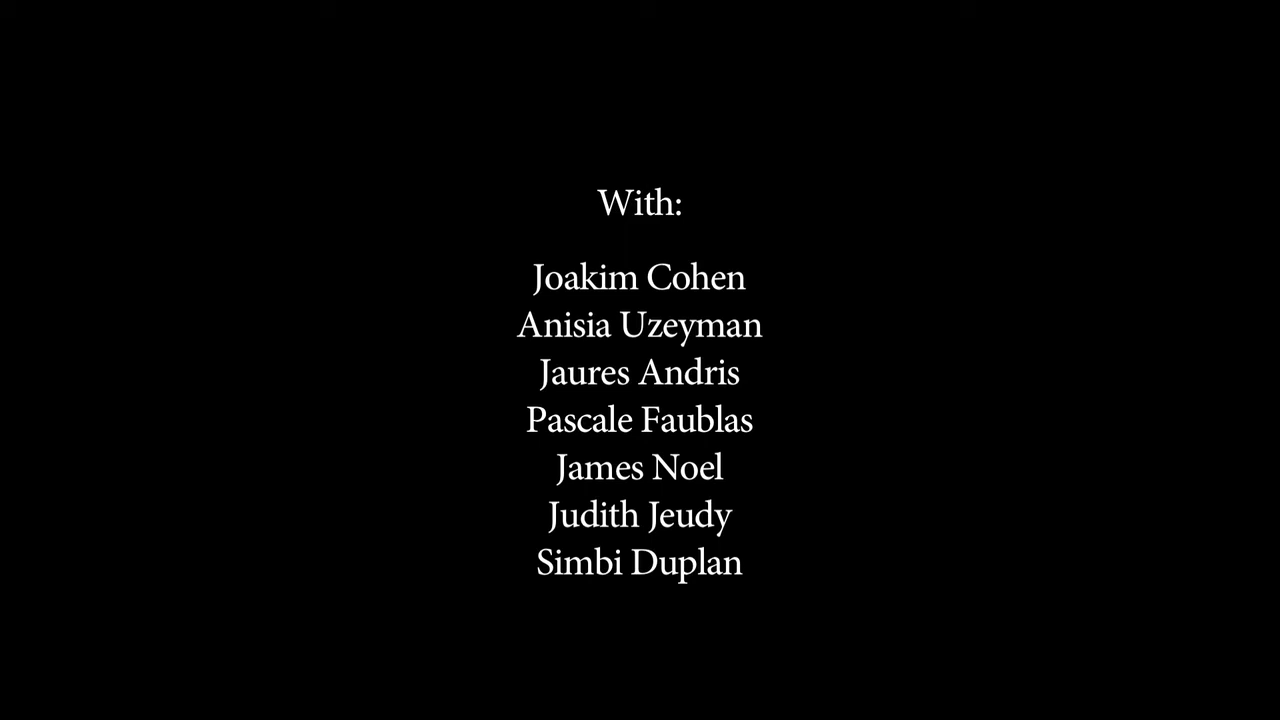 With:
Joakim Cohen
Anisia Uzeyman
Jaures Andris
Pascale Faublas
James Noel
Judith Jeudy
Simbi Duplan